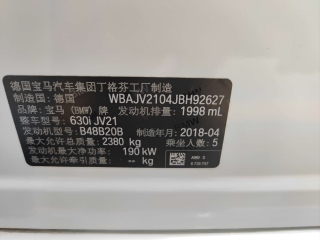 德国宝马汽车集团丁格芬工厂制造
制造国：德国 WBAJV2104JBH92627
品牌：宝马（BMW）牌 发动机排量：1998 mL
整车型号：630i JV21
发动机型号：B48B20B 制造年月：2018-04
最大允许总质量：2380 kg 乘坐人数：5
发动机最大净功率：190 kW
最大允许牵引质量：-- kg